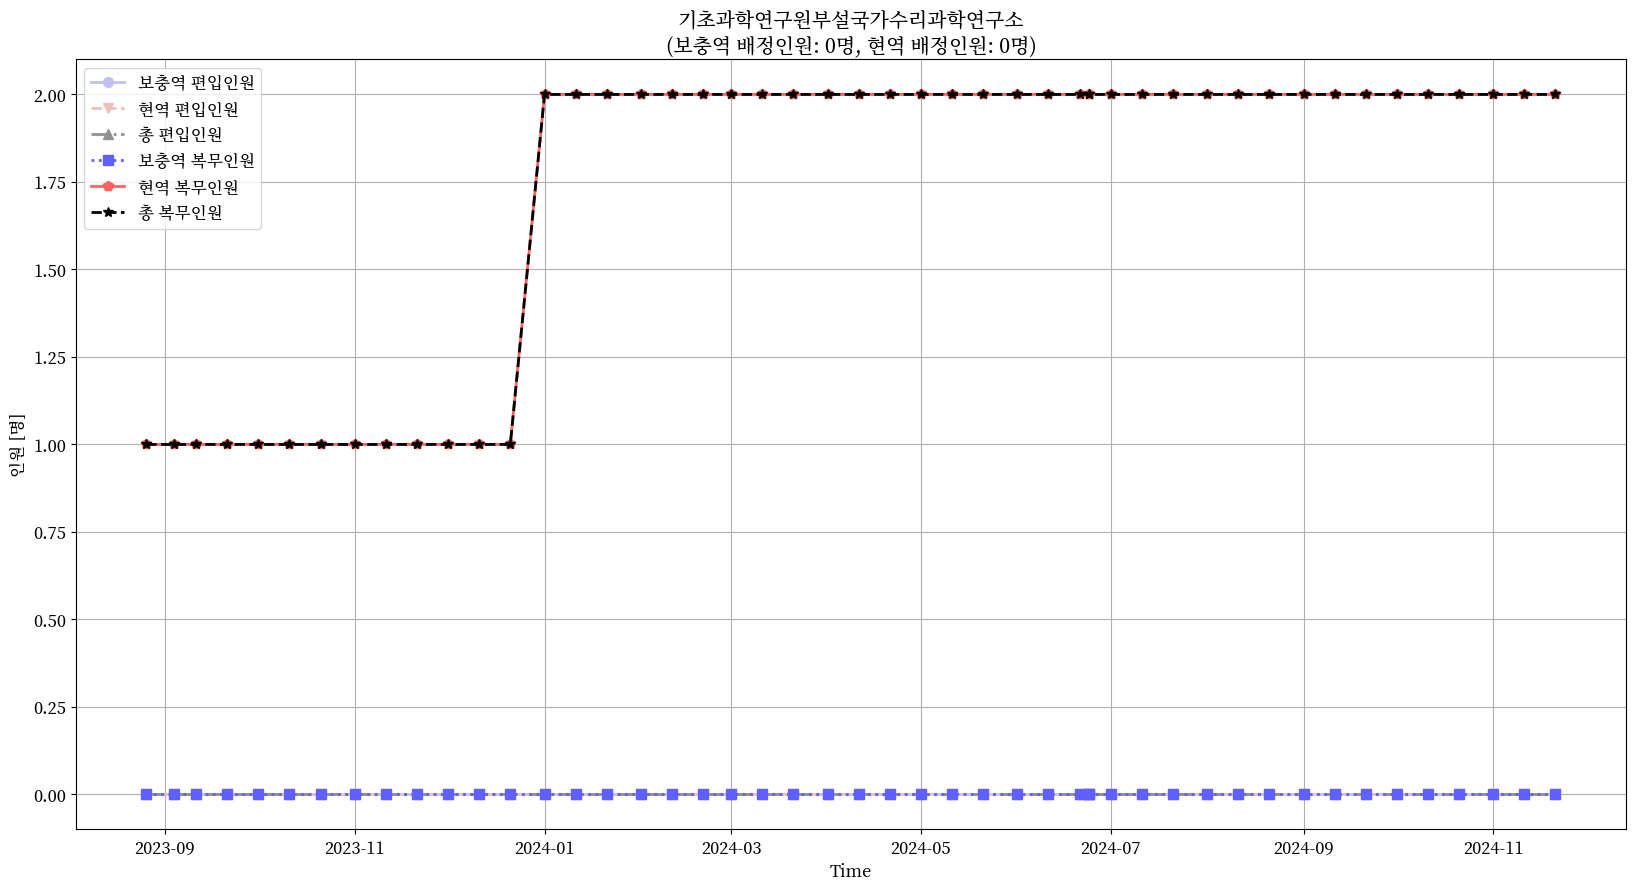 기초과학연구원부설국가수리과학연구소
(보충역 배정인원: 0명, 현역 배정인원: 0명)
보충역 편입인원
현역 편입인원
총 편입인원
보충역 복무인원
현역 복무인원
총 복무인원
2.00
1.75
1.50
1.25
1.00
0.75
0.50
0.25
0.00
인원 [명]
2023-09 2023-11 2024-01 2024-03 2024-05 2024-07 2024-09 2024-11
Time